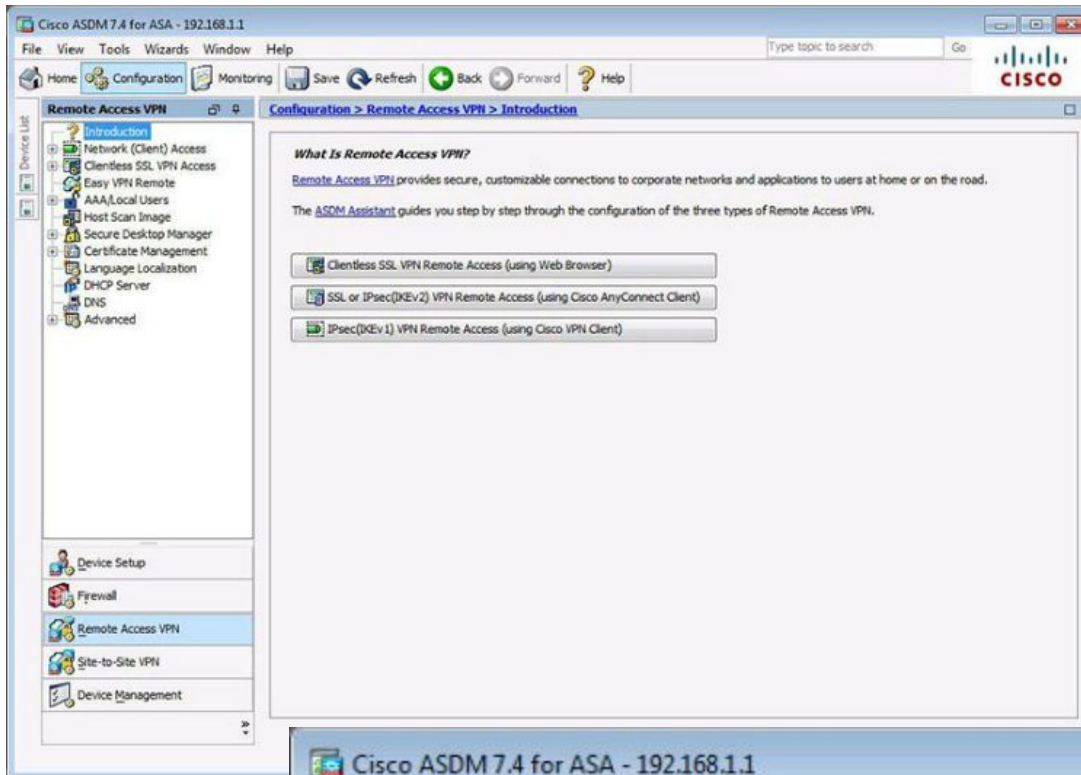 Cisco ASDM 7.4 for ASA - 192.168.1.1
File View Tools Wizards Window Help
Type topic to search Go
Home Configuration Monitoring Save Refresh Back Forward Help
CISCO
Device List
Remote Access VPN
Introduction
Network (Client) Access
Clientless SSL VPN Access
Easy VPN Remote
AAA/Local Users
Host Scan Image
Secure Desktop Manager
Certificate Management
Language Localization
DHCP Server
DNS
Advanced
Device Setup
Firewall
Remote Access VPN
Site-to-Site VPN
Device Management
Configuration > Remote Access VPN > Introduction
What Is Remote Access VPN?
Remote Access VPN provides secure, customizable connections to corporate networks and applications to users at home or on the road.
The ASDM Assistant guides you step by step through the configuration of the three types of Remote Access VPN.
Clientless SSL VPN Remote Access (using Web Browser)
SSL or IPsec(IKEv2) VPN Remote Access (using Cisco AnyConnect Client)
IPsec(IKEv1) VPN Remote Access (using Cisco VPN Client)
Cisco ASDM 7.4 for ASA - 192.168.1.1